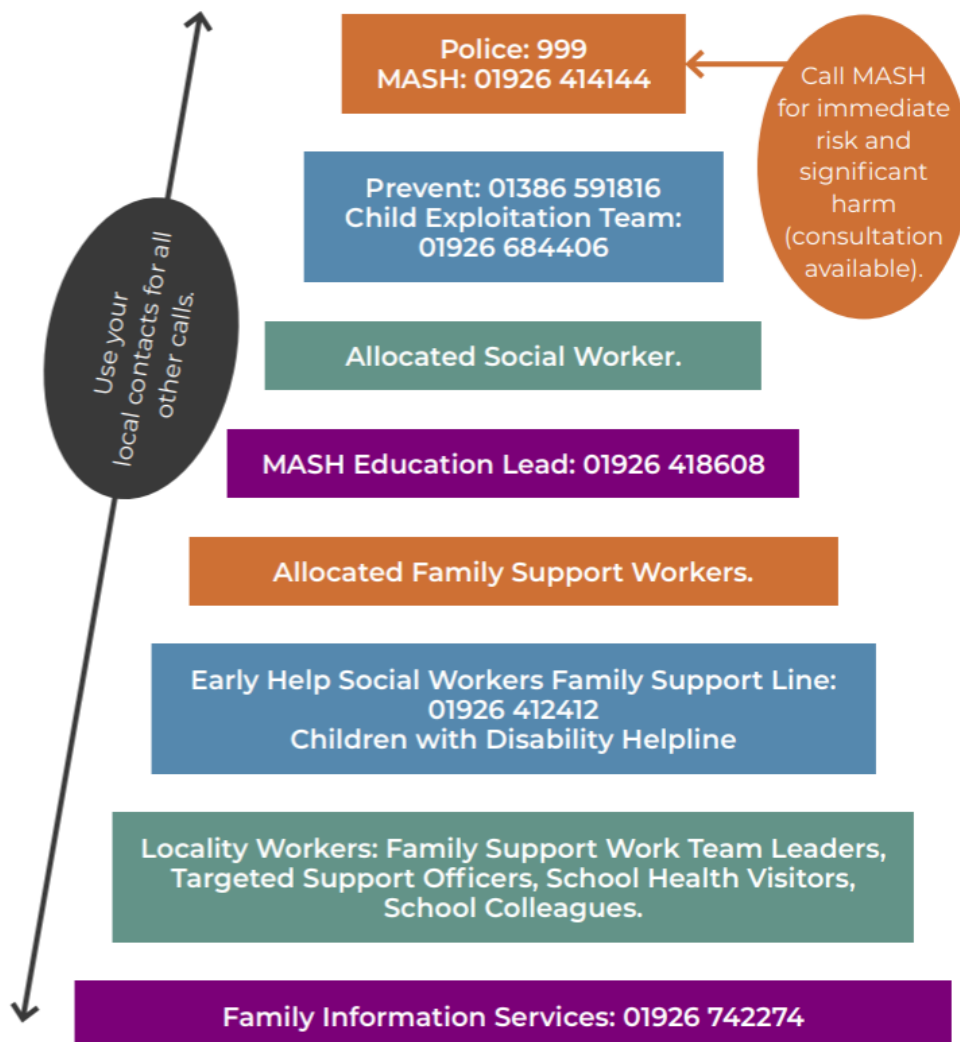 Police: 999
MASH: 01926 414144
Call MASH
for immediate
risk and
significant
harm
(consultation
available).
Prevent: 01386 591816
Child Exploitation Team:
01926 684406
Use your
local contacts for all
other calls.
Allocated Social Worker.
MASH Education Lead: 01926 418608
Allocated Family Support Workers.
Early Help Social Workers Family Support Line:
01926 412412
Children with Disability Helpline
Locality Workers: Family Support Work Team Leaders,
Targeted Support Officers, School Health Visitors,
School Colleagues.
Family Information Services: 01926 742274